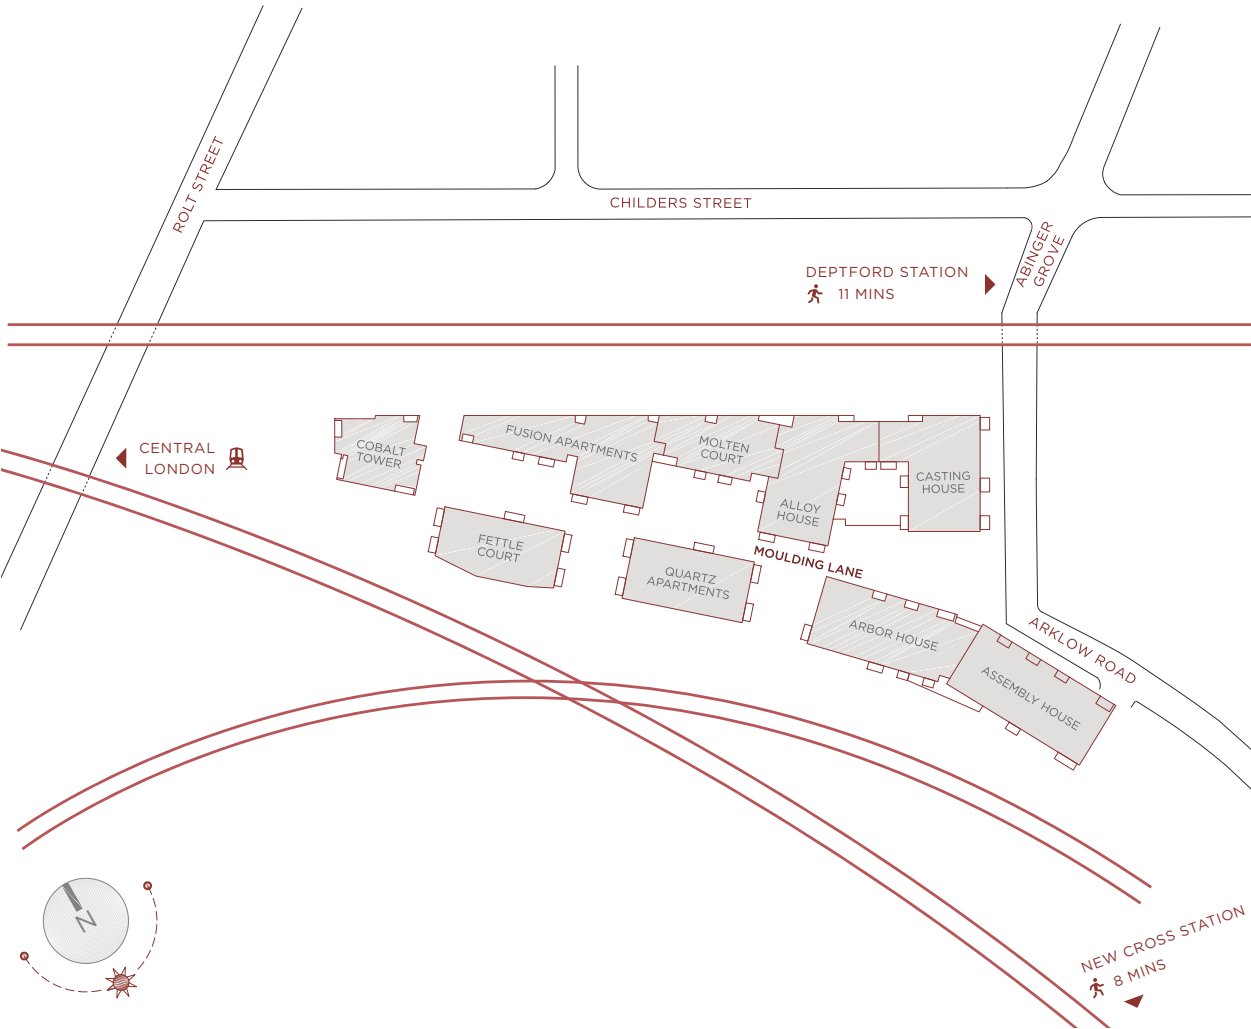 ROLT STREET
CHILDERS STREET
ABINGER
GROVE
DEPTFORD STATION
11 MINS
CENTRAL
LONDON
COBALT
TOWER
FUSION APARTMENTS
MOLTEN
COURT
CASTING
HOUSE
ALLOY
HOUSE
FETTLE
COURT
MOULDING LANE
QUARTZ
APARTMENTS
ARBOR HOUSE
ARKLOW ROAD
ASSEMBLY HOUSE
N
NEW CROSS STATION
8 MINS